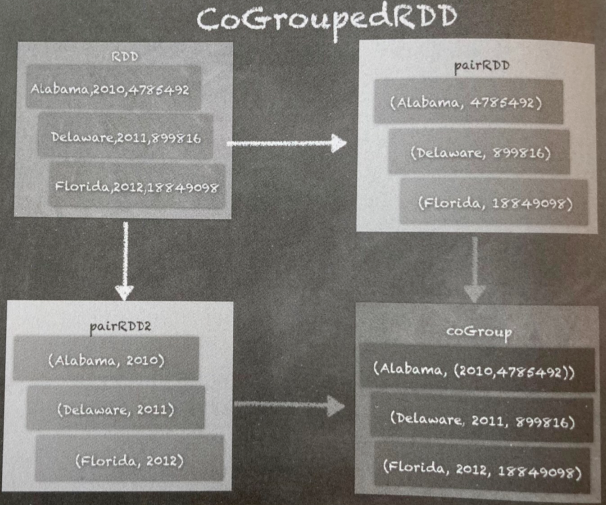 CoGroupedRDD
RDD
Alabama,2010,4785492
Delaware,2011,899816
Florida,2012,18849098
pairRDD
(Alabama, 4785492)
(Delaware, 899816)
(Florida, 18849098)
pairRDD2
(Alabama, 2010)
(Delaware, 2011)
(Florida, 2012)
coGroup
(Alabama, (2010,4785492))
(Delaware, 2011, 899816)
(Florida, 2012, 18849098)